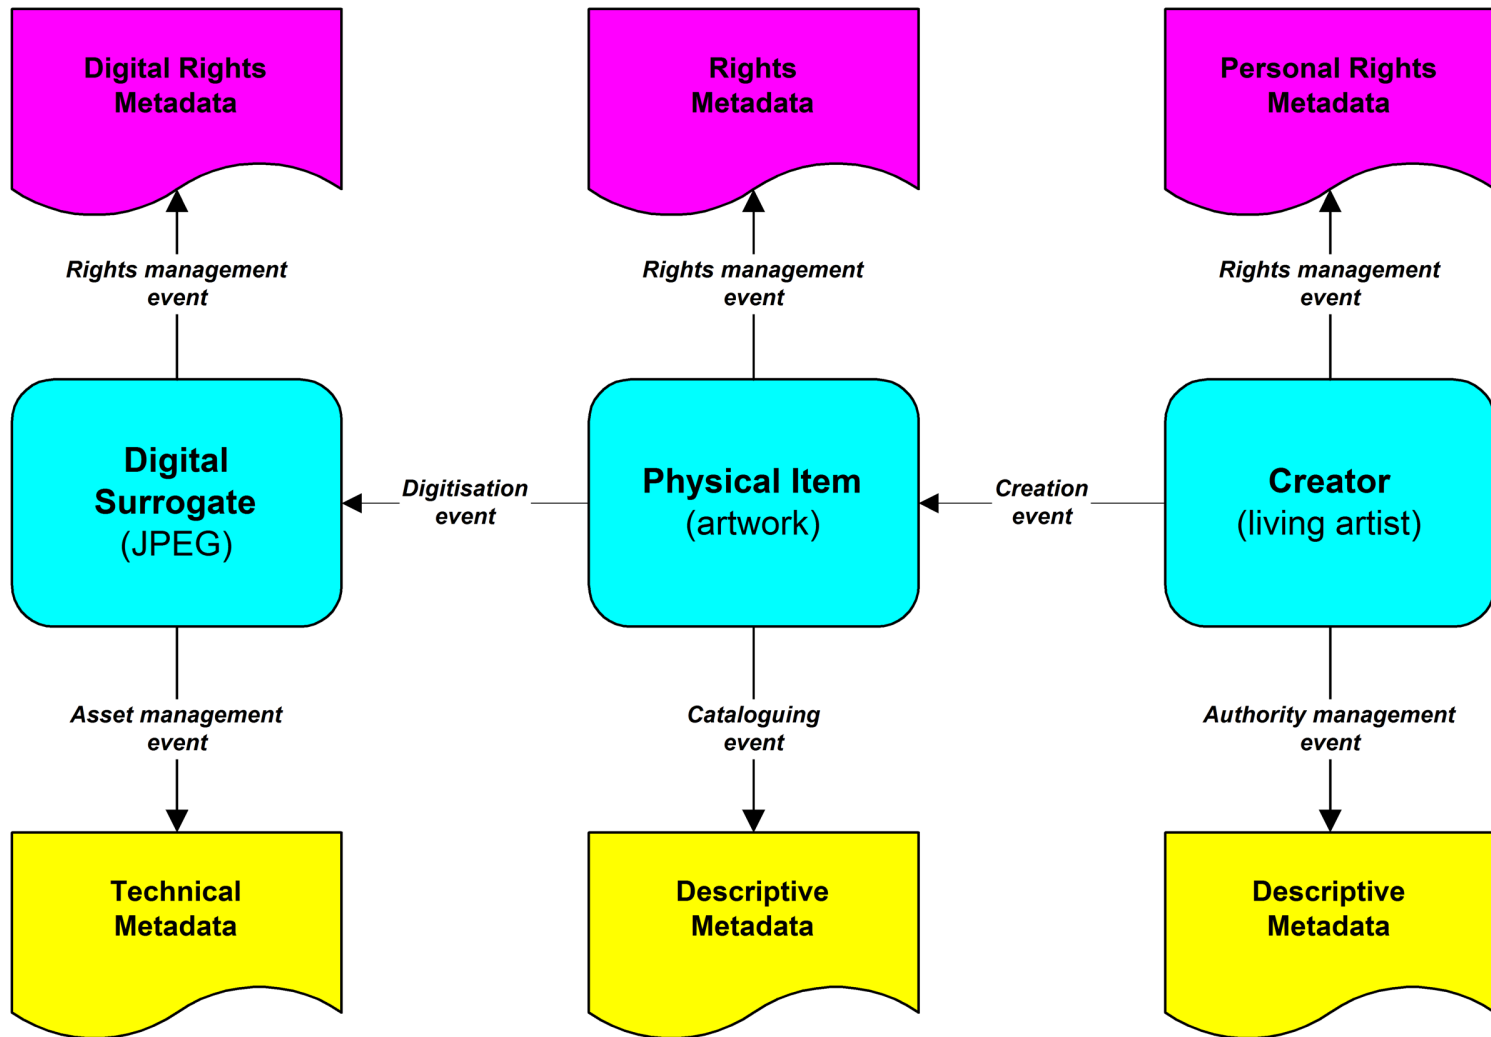 Digital Rights
Metadata
Rights
Metadata
Personal Rights
Metadata
Rights management
event
Rights management
event
Rights management
event
Digital
Surrogate
(JPEG)
Digitisation
event
Physical Item
(artwork)
Creation
event
Creator
(living artist)
Asset management
event
Cataloguing
event
Authority management
event
Technical
Metadata
Descriptive
Metadata
Descriptive
Metadata